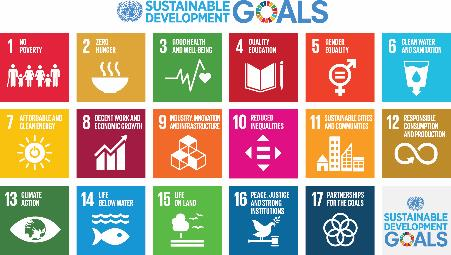 SUSTAINABLE
DEVELOPMENT GOALS
1 NO
POVERTY
2 ZERO
HUNGER
3 GOOD HEALTH
AND WELL-BEING
4 QUALITY
EDUCATION
5 GENDER
EQUALITY
6 CLEAN WATER
AND SANITATION
7 AFFORDABLE AND
CLEAN ENERGY
8 DECENT WORK AND
ECONOMIC GROWTH
9 INDUSTRY, INNOVATION
AND INFRASTRUCTURE
10 REDUCED
INEQUALITIES
11 SUSTAINABLE CITIES
AND COMMUNITIES
12 RESPONSIBLE
CONSUMPTION
AND PRODUCTION
13 CLIMATE
ACTION
14 LIFE
BELOW WATER
15 LIFE
ON LAND
16 PEACE, JUSTICE
AND STRONG
INSTITUTIONS
17 PARTNERSHIPS
FOR THE GOALS
SUSTAINABLE
DEVELOPMENT
GOALS